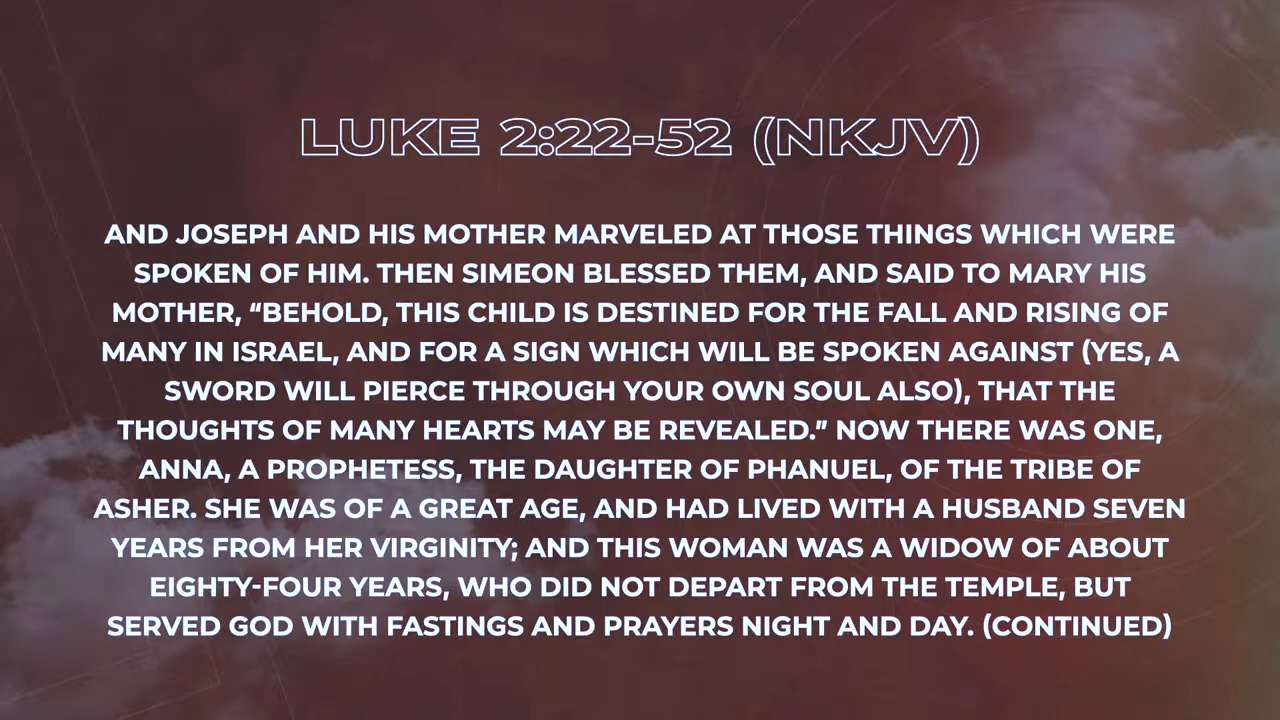 LUKE 2:22-52 (NKJV)
AND JOSEPH AND HIS MOTHER MARVELED AT THOSE THINGS WHICH WERE
SPOKEN OF HIM. THEN SIMEON BLESSED THEM, AND SAID TO MARY HIS
MOTHER, “BEHOLD, THIS CHILD IS DESTINED FOR THE FALL AND RISING OF
MANY IN ISRAEL, AND FOR A SIGN WHICH WILL BE SPOKEN AGAINST (YES, A
SWORD WILL PIERCE THROUGH YOUR OWN SOUL ALSO), THAT THE
THOUGHTS OF MANY HEARTS MAY BE REVEALED.” NOW THERE WAS ONE,
ANNA, A PROPHETESS, THE DAUGHTER OF PHANUEL, OF THE TRIBE OF
ASHER. SHE WAS OF A GREAT AGE, AND HAD LIVED WITH A HUSBAND SEVEN
YEARS FROM HER VIRGINITY; AND THIS WOMAN WAS A WIDOW OF ABOUT
EIGHTY-FOUR YEARS, WHO DID NOT DEPART FROM THE TEMPLE, BUT
SERVED GOD WITH FASTINGS AND PRAYERS NIGHT AND DAY. (CONTINUED)